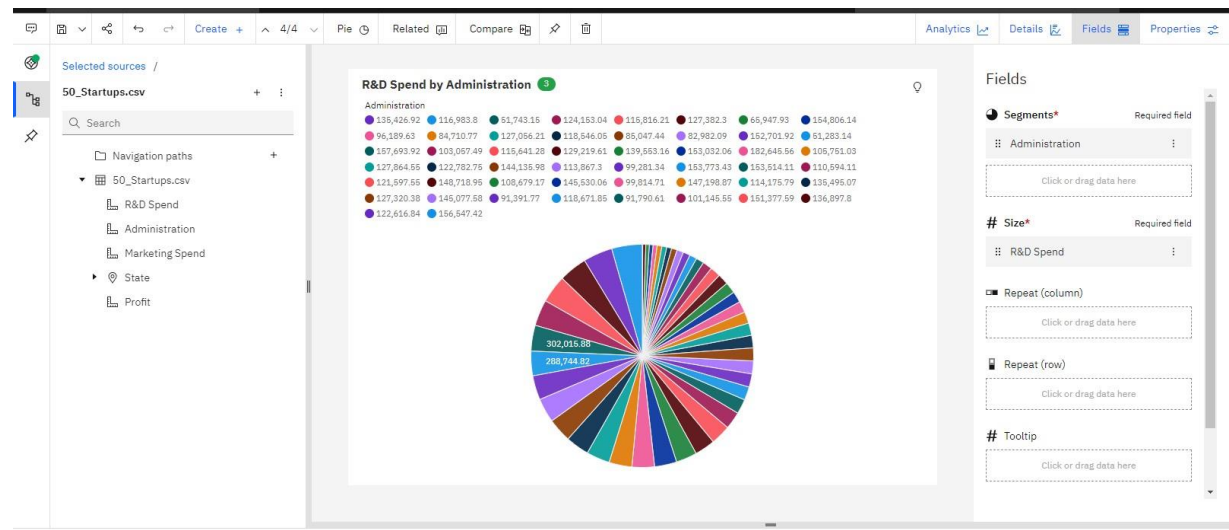 Create + 4/4 Pie Related Compare Analytics Details Fields Properties
Selected sources /
50_Startups.csv
Search
Navigation paths
50_Startups.csv
R&D Spend
Administration
Marketing Spend
State
Profit
R&D Spend by Administration 3
Administration
135,426.92 116,983.8 51,743.15 124,153.04 115,816.21 127,382.3 65,947.93 154,806.14
96,189.63 84,710.77 127,056.21 118,546.05 85,047.44 82,982.09 152,701.92 51,283.14
157,693.92 103,057.49 115,641.28 129,219.61 139,553.16 153,032.06 182,645.56 105,751.03
127,864.55 122,782.75 144,135.98 113,867.3 99,281.34 153,773.43 153,514.11 110,594.11
121,597.55 148,718.95 108,679.17 145,530.06 99,814.71 147,198.87 114,175.79 135,495.07
127,320.38 145,077.58 91,391.77 118,671.85 91,790.61 101,145.55 151,377.59 136,897.8
122,616.84 156,547.42
302,015.88
288,744.82
Fields
Segments* Required field
Administration
Click or drag data here
# Size* Required field
R&D Spend
Repeat (column)
Click or drag data here
Repeat (row)
Click or drag data here
# Tooltip
Click or drag data here